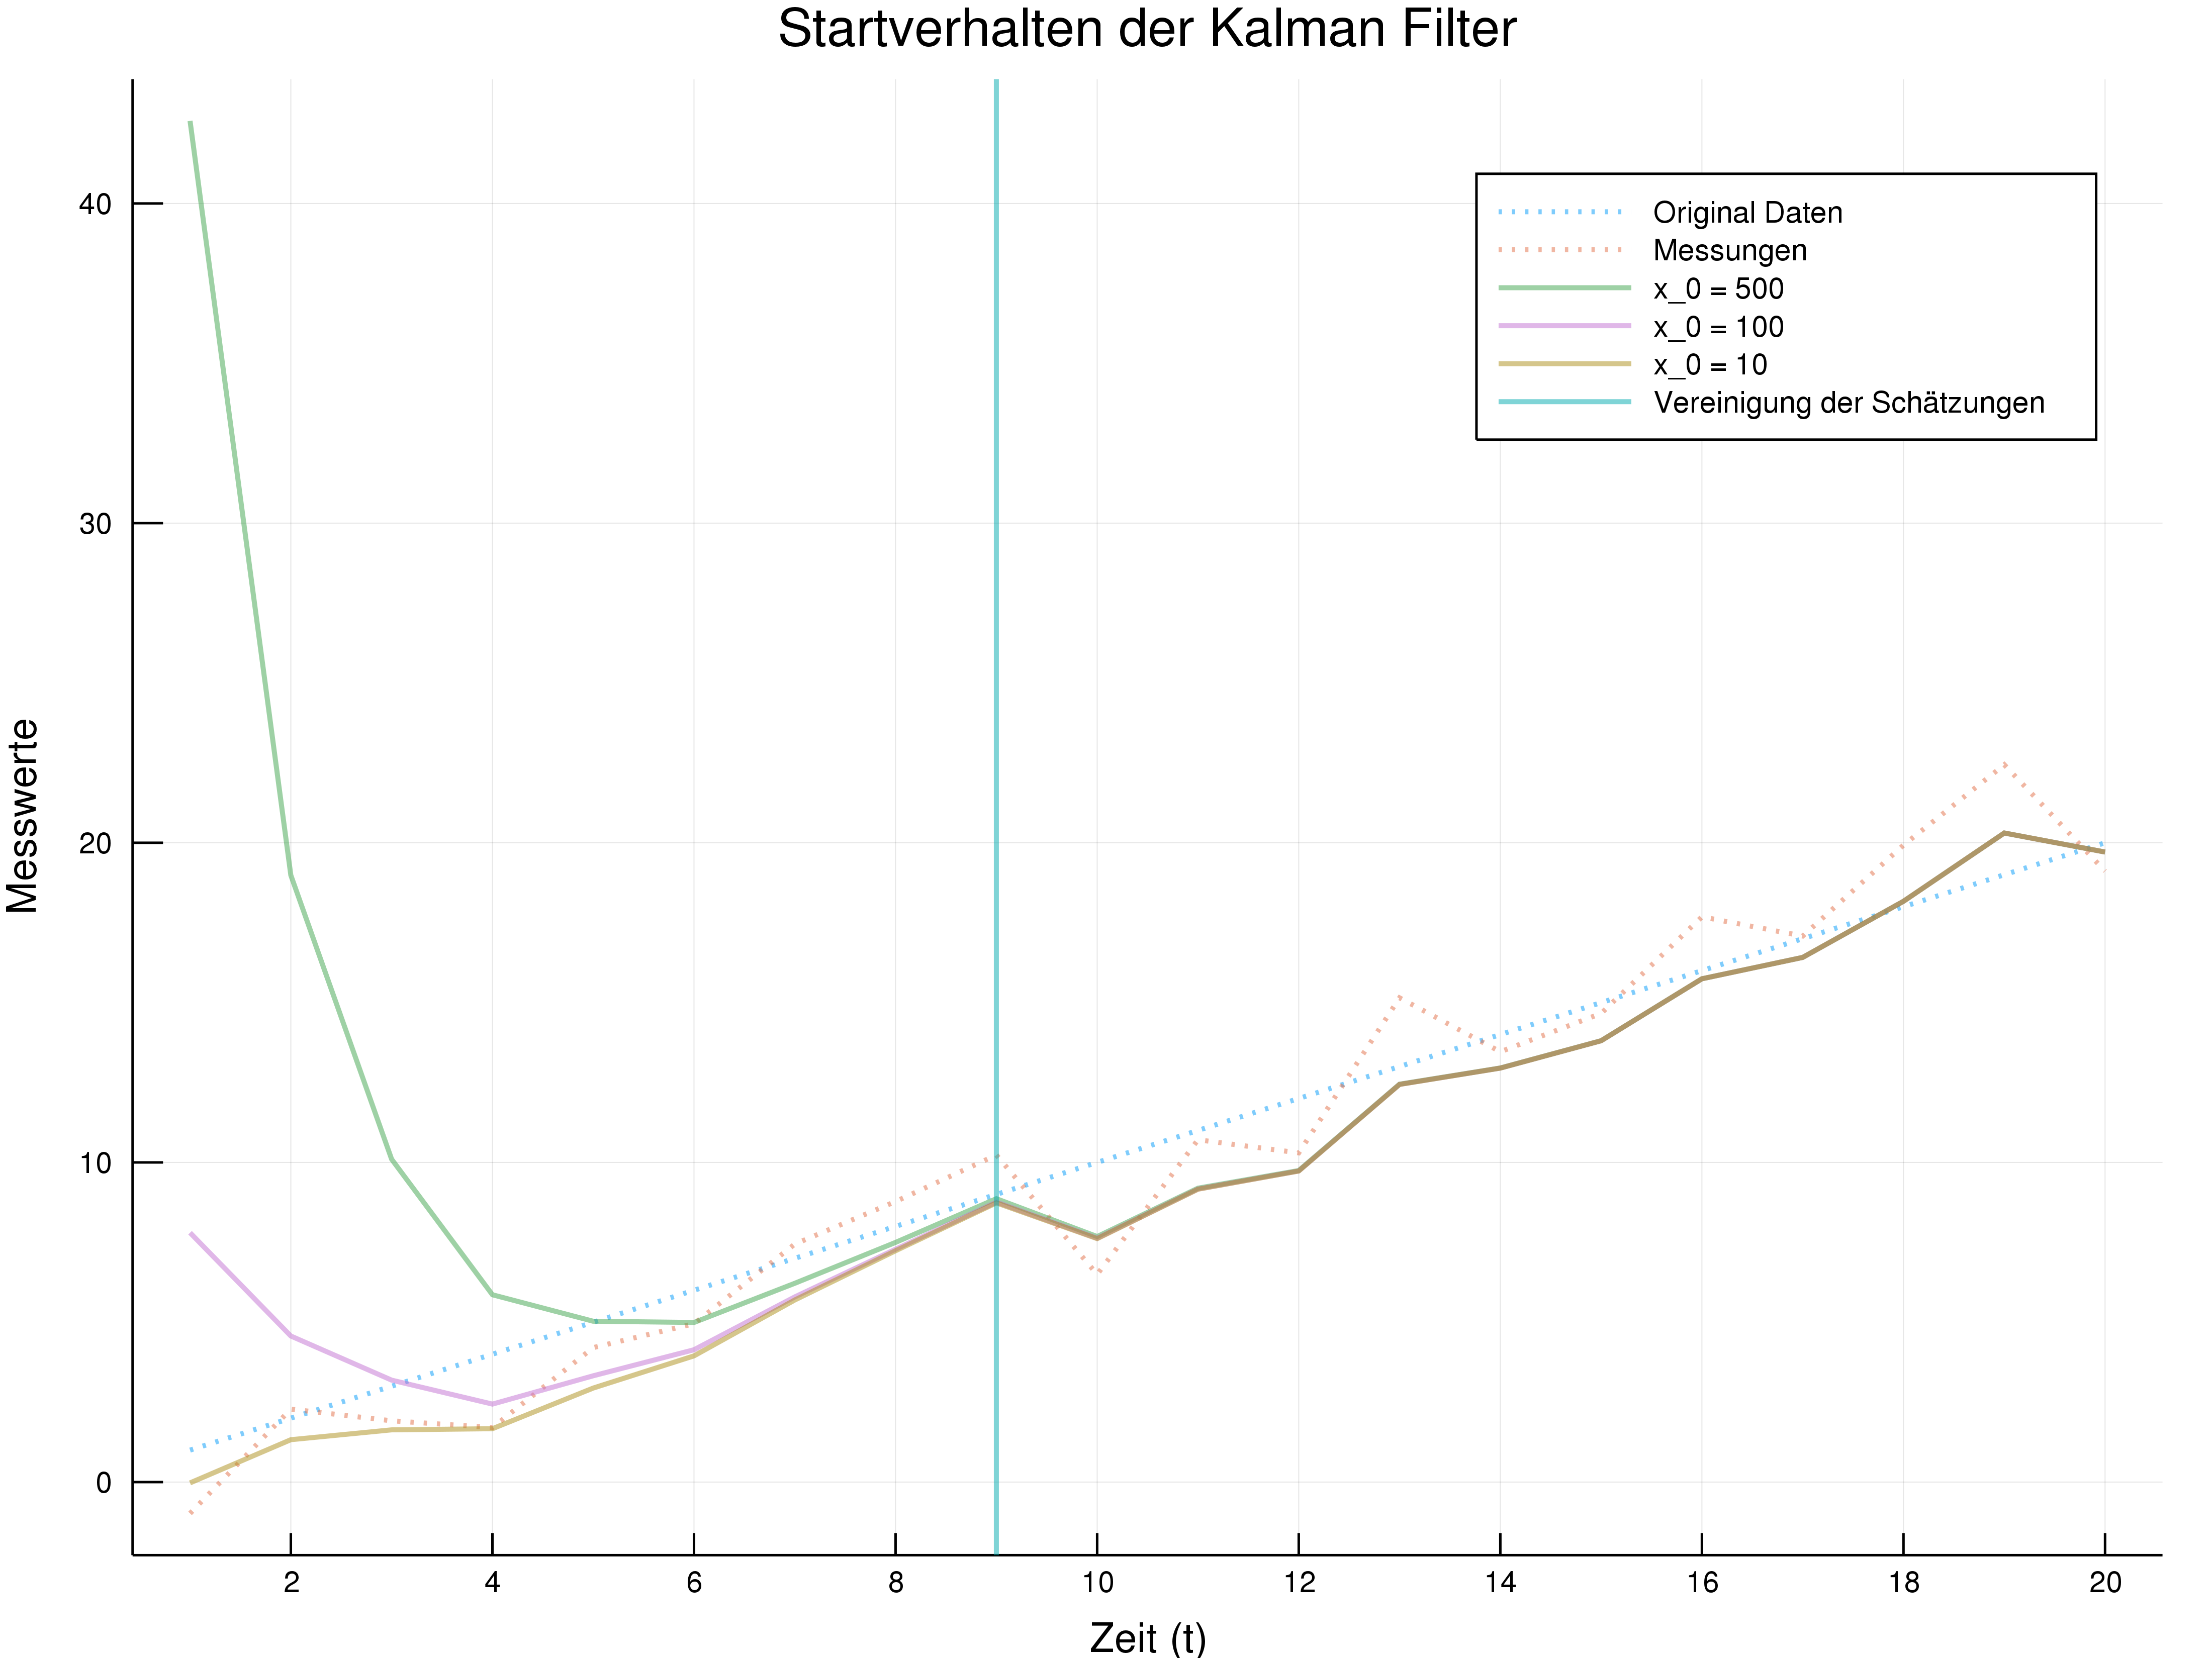 Startverhalten der Kalman Filter
Messwerte
40
30
20
10
0
Original Daten
Messungen
x_0 = 500
x_0 = 100
x_0 = 10
Vereinigung der Schätzungen
2 4 6 8 10 12 14 16 18 20
Zeit (t)